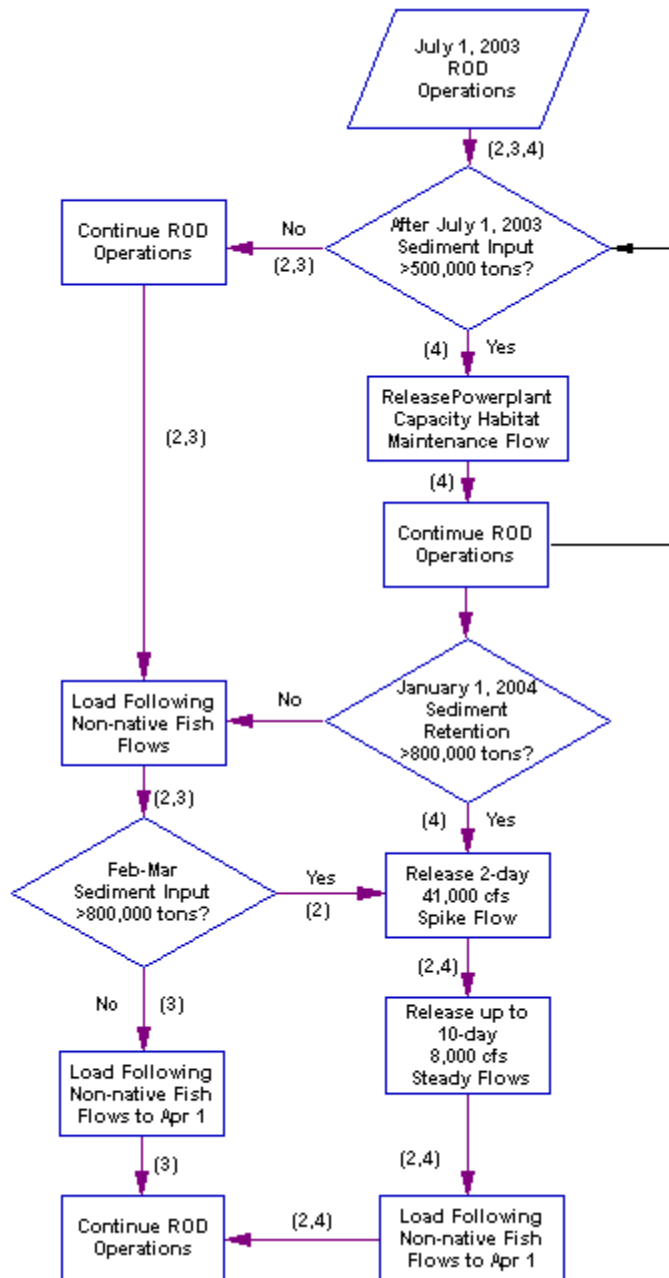 July 1, 2003
ROD
Operations
(2,3,4)
After July 1, 2003
Sediment Input
>500,000 tons?
No
(2,3)
Continue ROD
Operations
(2,3)
(4) Yes
ReleasePowerplant
Capacity Habitat
Maintenance Flow
(4)
Contimue ROD
Operations
January 1, 2004
Sediment
Retention
>800,000 tons?
No
Load Following
Non-native Fish
Flows
(2,3)
(4) Yes
Feb-Mar
Sediment Input
>800,000 tons?
Yes
(2)
Release 2-day
41,000 cfs
Spike Flow
(2,4)
No (3)
Release up to
10-day
8,000 cfs
Steady Flows
Load Following
Non-native Fish
Flows to Apr 1
(3)
(2,4)
Continue ROD
Operations
(2,4)
Load Following
Non-native Fish
Flows to Apr 1